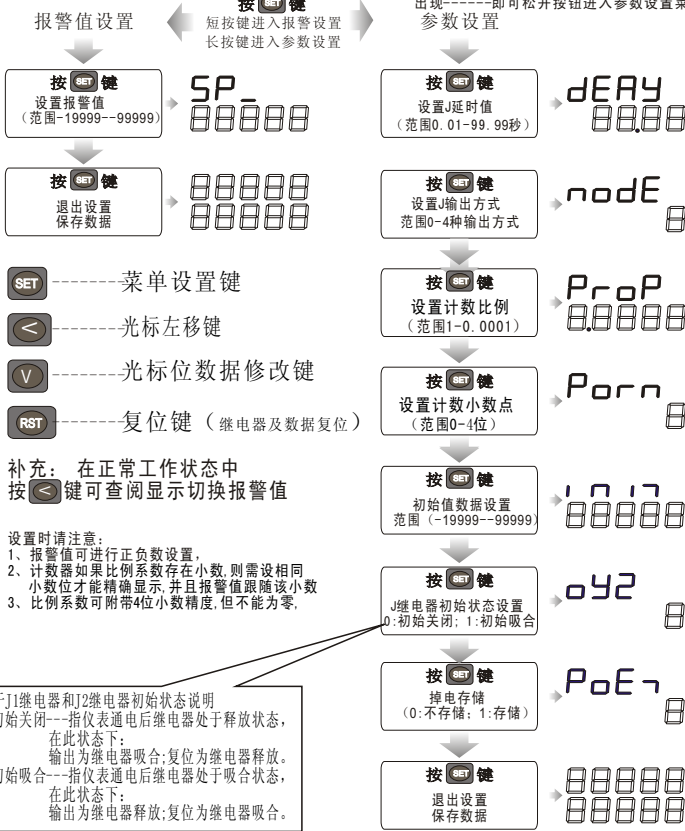 按 SET 键
出现------即可松开按钮进入参数设置菜
报警值设置
短按键进入报警设置
长按键进入参数设置
参数设置
按 SET 键
设置报警值
（范围-19999--99999）
SP_
88888
按 SET 键
退出设置
保存数据
88888
88888
SET -------菜单设置键
< -------光标左移键
V -------光标位数据修改键
RST -------复位键（继电器及数据复位）
补充： 在正常工作状态中
按 < 键可查阅显示切换报警值
设置时请注意：
1、报警值可进行正负数设置，
2、计数器如果比例系数存在小数,则需设相同
小数位才能精确显示,并且报警值跟随该小数
3、比例系数可附带4位小数精度,但不能为零,
按 SET 键
设置J延时值
（范围0.01-99.99秒）
dEAY
88.88
按 SET 键
设置J输出方式
范围0-4种输出方式
nodE
8
按 SET 键
设置计数比例
（范围1-0.0001）
ProP
8.8888
按 SET 键
设置计数小数点
（范围0-4位）
Porn
8
按 SET 键
初始值数据设置
范围（-19999--99999）
88888
按 SET 键
J继电器初始状态设置
0:初始关闭；1:初始吸合
oY2
8
按 SET 键
掉电存储
（0:不存储；1:存储）
8
按 SET 键
退出设置
保存数据
88888
88888
于J1继电器和J2继电器初始状态说明
初始关闭---指仪表通电后继电器处于释放状态，
在此状态下：
输出为继电器吸合;复位为继电器释放。
初始吸合---指仪表通电后继电器处于吸合状态，
在此状态下：
输出为继电器释放;复位为继电器吸合。